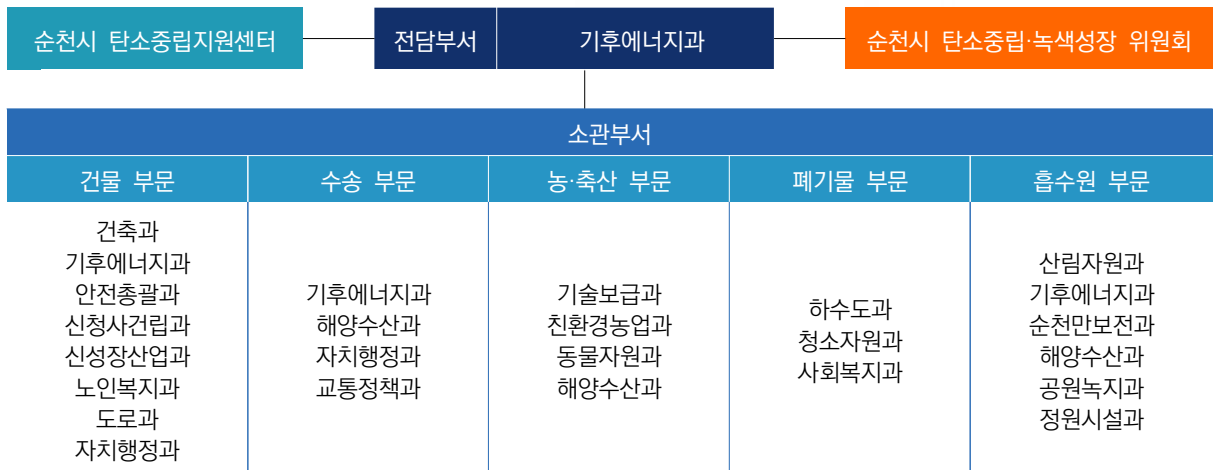 순천시 탄소중립지원센터
전담부서
기후에너지과
순천시 탄소중립·녹색성장 위원회
소관부서
건물 부문
수송 부문
농·축산 부문
폐기물 부문
흡수원 부문
건축과
기후에너지과
안전총괄과
신청사건립과
신성장산업과
노인복지과
도로과
자치행정과
기후에너지과
해양수산과
자치행정과
교통정책과
기술보급과
친환경농업과
동물자원과
해양수산과
하수도과
청소자원과
사회복지과
산림자원과
기후에너지과
순천만보전과
해양수산과
공원녹지과
정원시설과